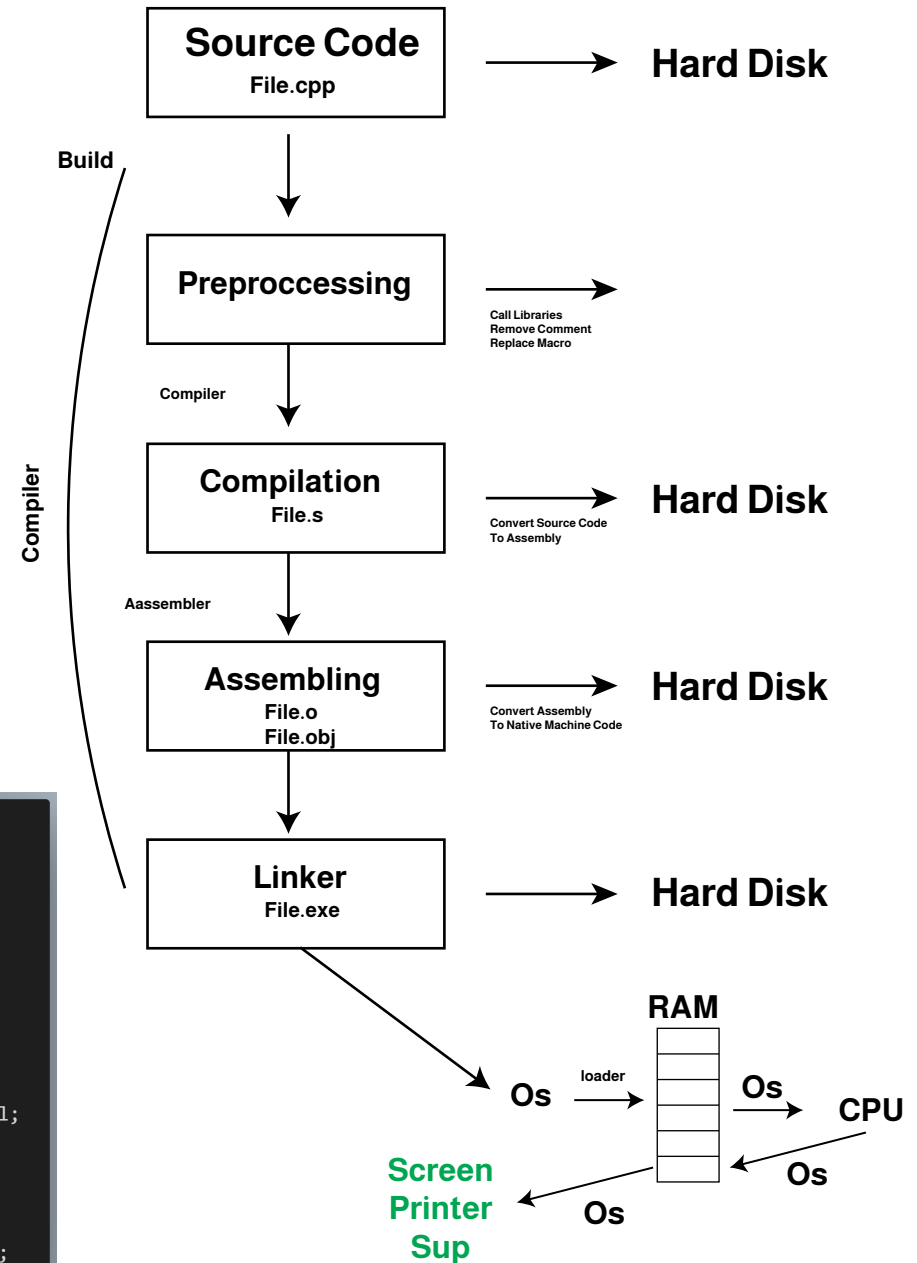 Source Code
File.cpp
Hard Disk
Build
Preproccessing
Call Libraries
Remove Comment
Replace Macro
Compiler
Compiler
Compilation
File.s
Convert Source Code
To Assembly
Hard Disk
Aassembler
Assembling
File.o
File.obj
Convert Assembly
To Native Machine Code
Hard Disk
Linker
File.exe
Hard Disk
RAM
Os
loader
Os
CPU
Os
Os
Screen
Printer
Sup
;